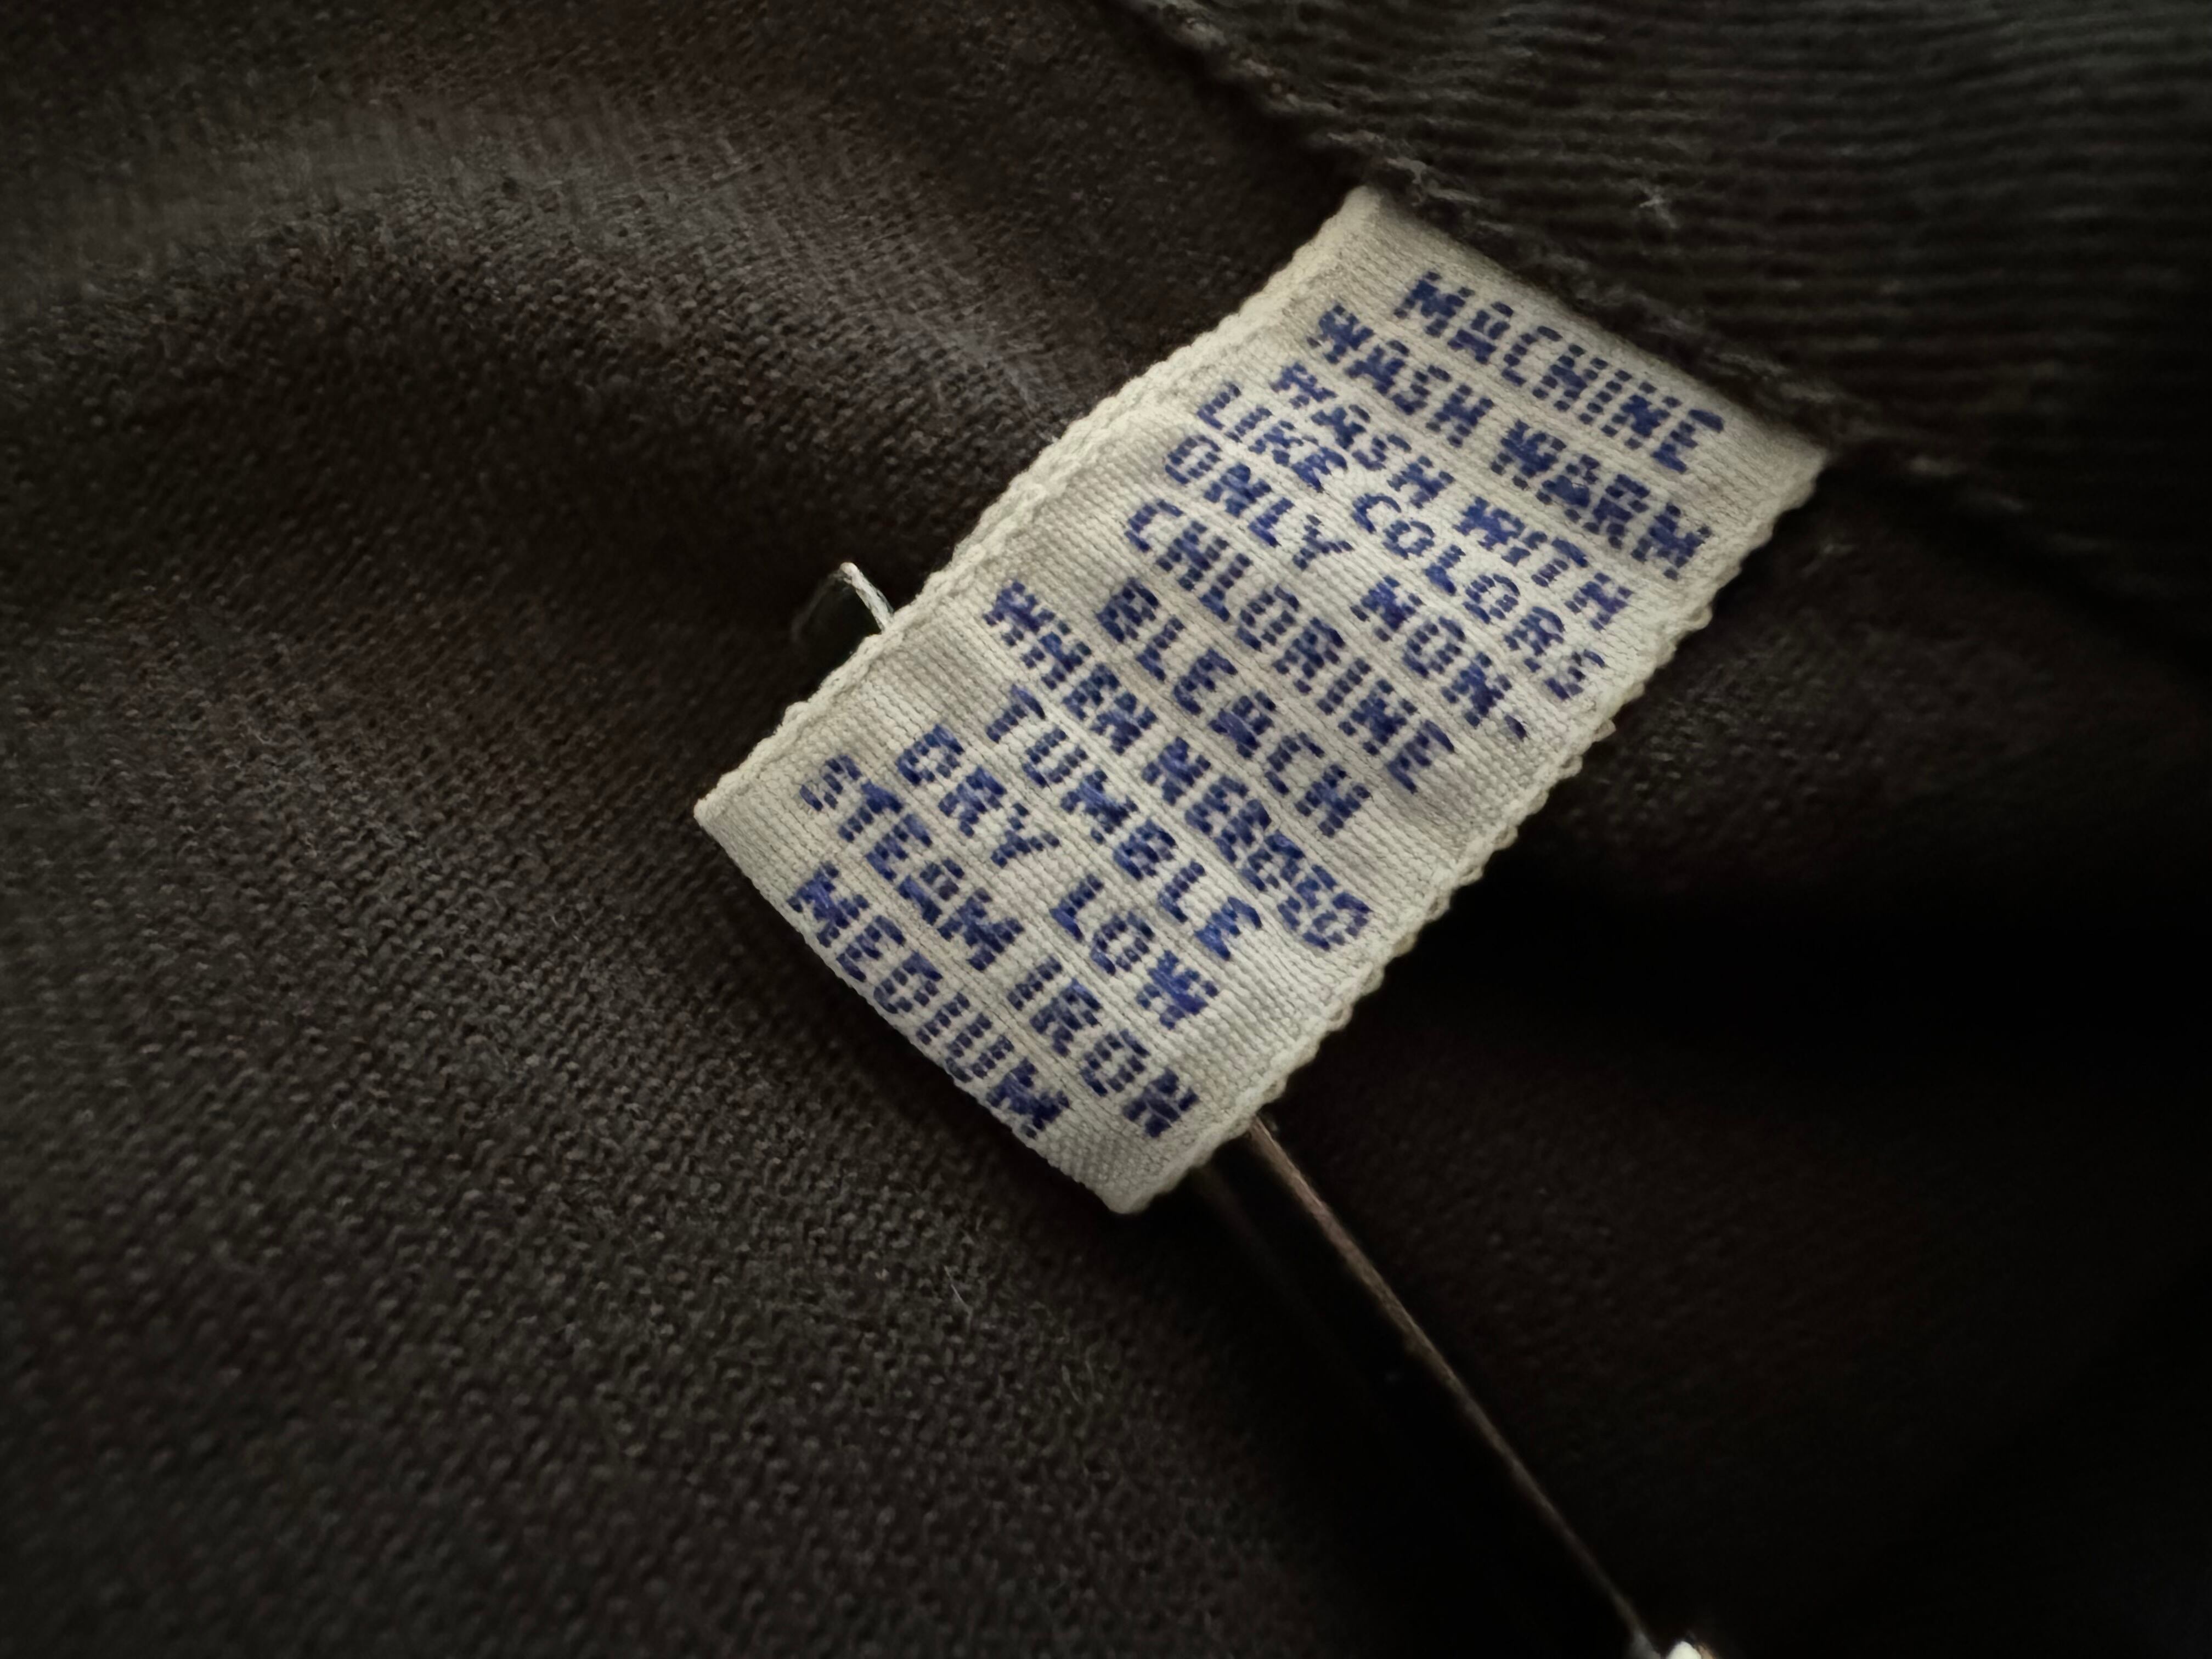 MACHINE
WASH WARM
WASH WITH
LIKE COLORS
ONLY NON-
CHLORINE
BLEACH
WHEN NEEDED
TUMBLE
DRY LOW
STEAM IRON
MEDIUM